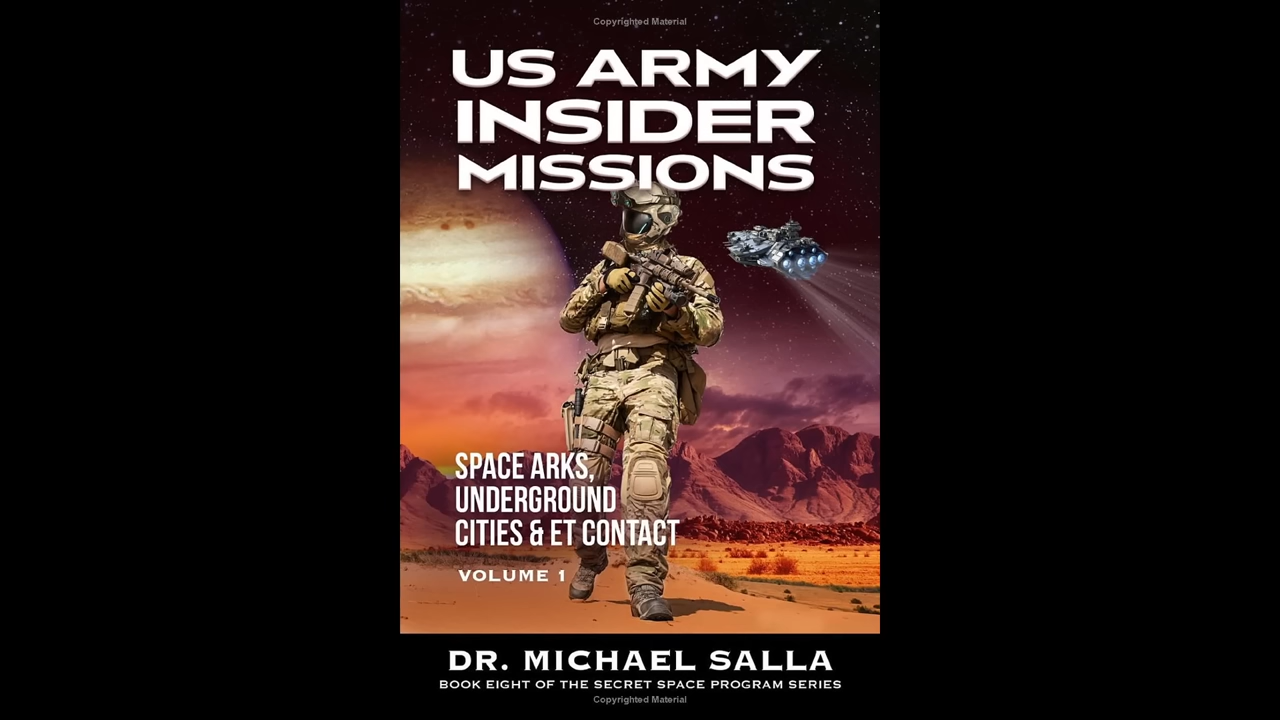 Copyrighted Material
US ARMY
INSIDER
MISSIONS
SPACE ARKS,
UNDERGROUND
CITIES & ET CONTACT
VOLUME 1
DR. MICHAEL SALLA
BOOK EIGHT OF THE SECRET SPACE PROGRAM SERIES
Copyrighted Material